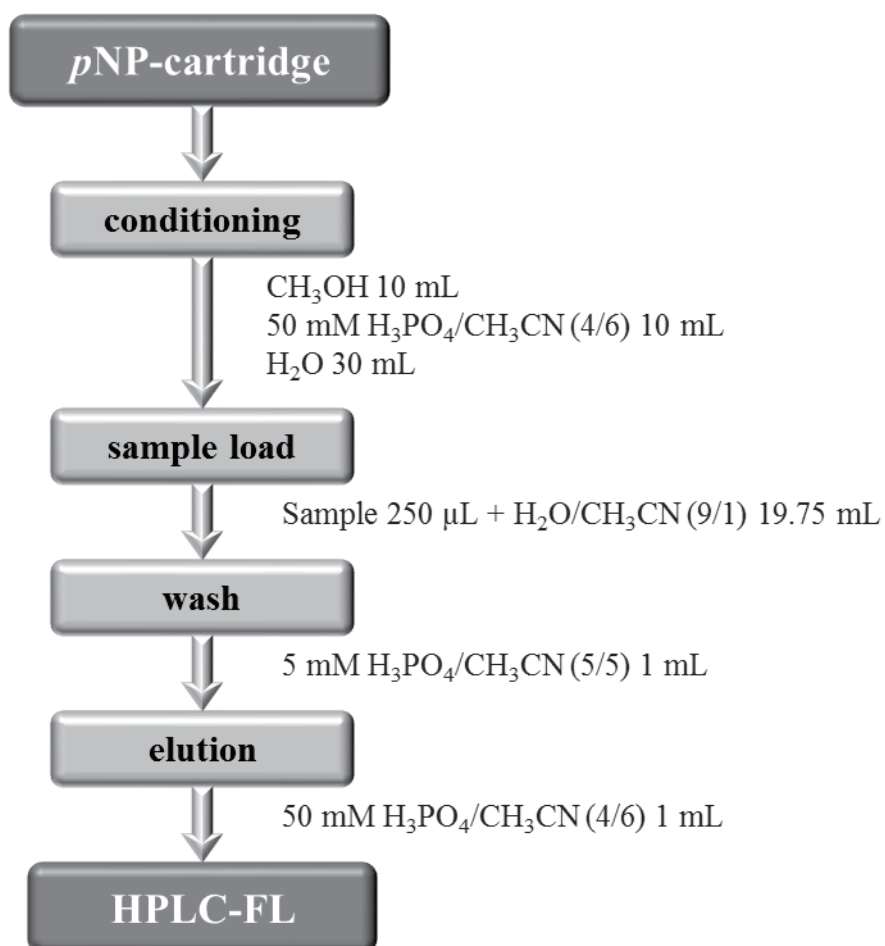 pNP-cartridge
conditioning
CH₃OH 10 mL
50 mM H₃PO₄/CH₃CN (4/6) 10 mL
H₂O 30 mL
sample load
Sample 250 μL + H₂O/CH₃CN (9/1) 19.75 mL
wash
5 mM H₃PO₄/CH₃CN (5/5) 1 mL
elution
50 mM H₃PO₄/CH₃CN (4/6) 1 mL
HPLC-FL